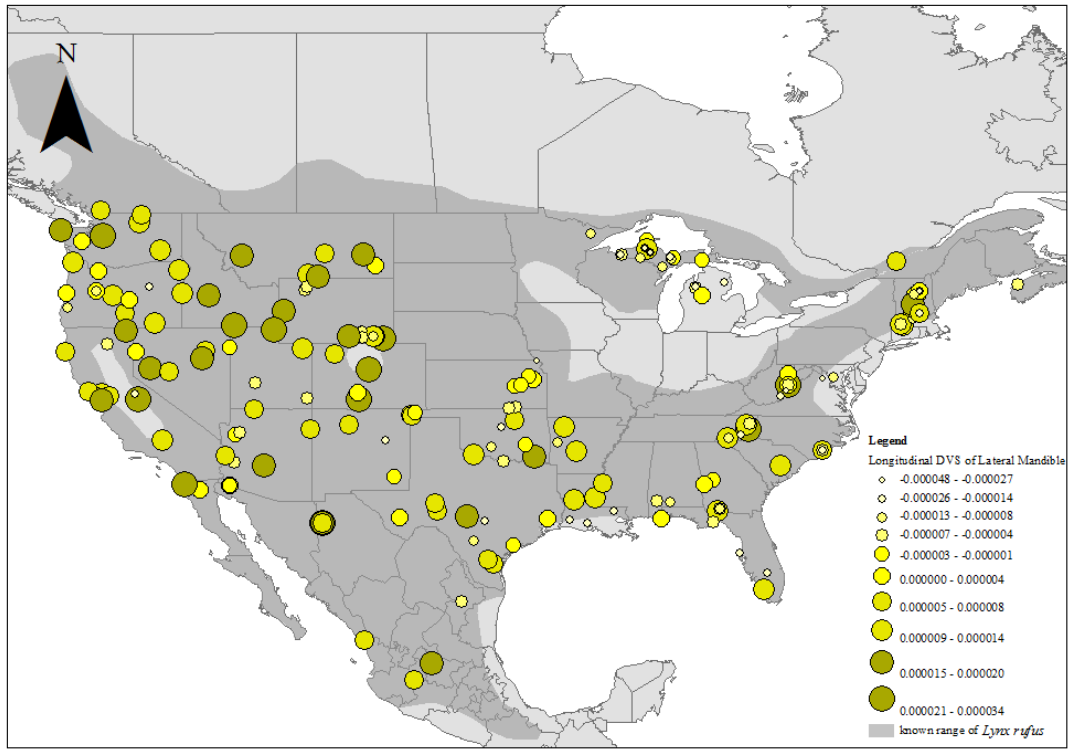 N
Legend
Longitudinal DVS of Lateral Mandible
-0.000048 - -0.000027
-0.000026 - -0.000014
-0.000013 - -0.000008
-0.000007 - -0.000004
-0.000003 - -0.000001
0.000000 - 0.000004
0.000005 - 0.000008
0.000009 - 0.000014
0.000015 - 0.000020
0.000021 - 0.000034
known range of Lynx rufus